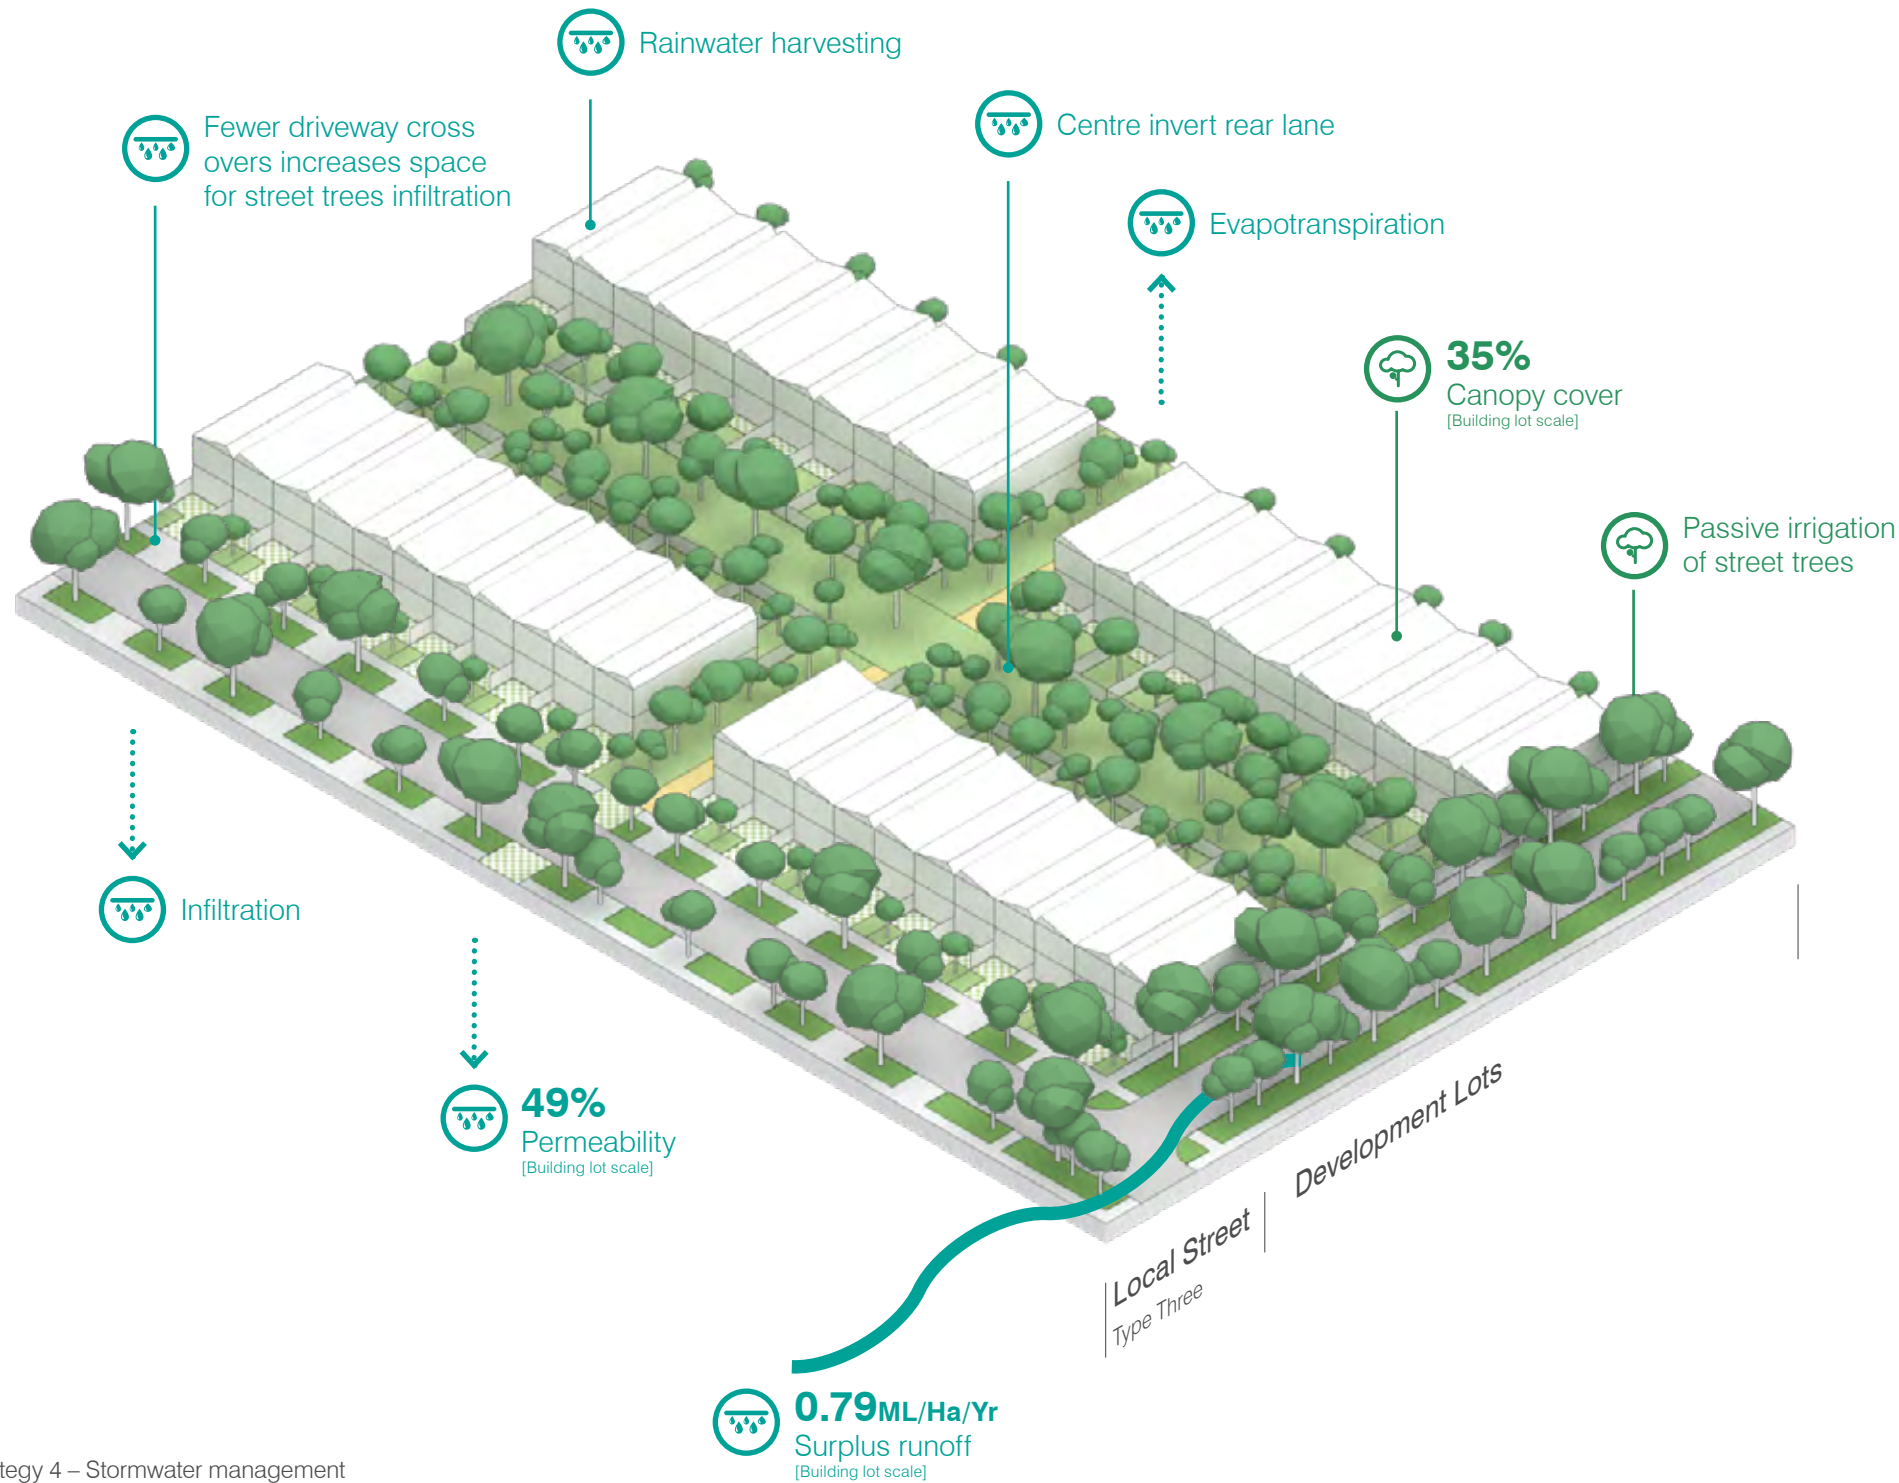 Rainwater harvesting
Fewer driveway cross
overs increases space
for street trees infiltration
Centre invert rear lane
Evapotranspiration
35%
Canopy cover
[Building lot scale]
Passive irrigation
of street trees
Infiltration
49%
Permeability
[Building lot scale]
Development Lots
Local Street
Type Three
0.79ML/Ha/Yr
Surplus runoff
[Building lot scale]
tegy 4 – Stormwater management